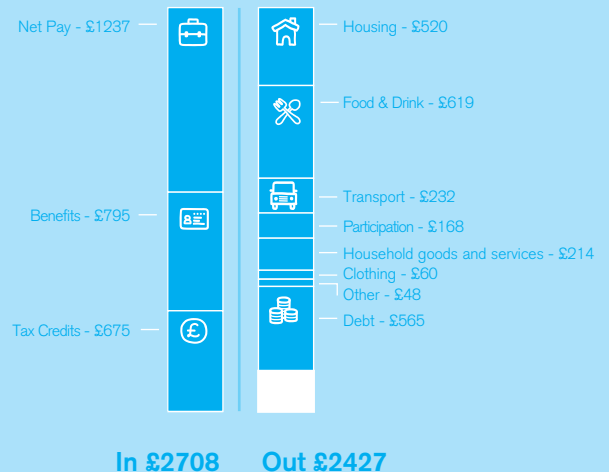 Net Pay - £1237
Benefits - £795
Tax Credits - £675
£
Housing - £520
Food & Drink - £619
Transport - £232
Participation - £168
Household goods and services - £214
Clothing - £60
Other - £48
Debt - £565
In £2708
Out £2427